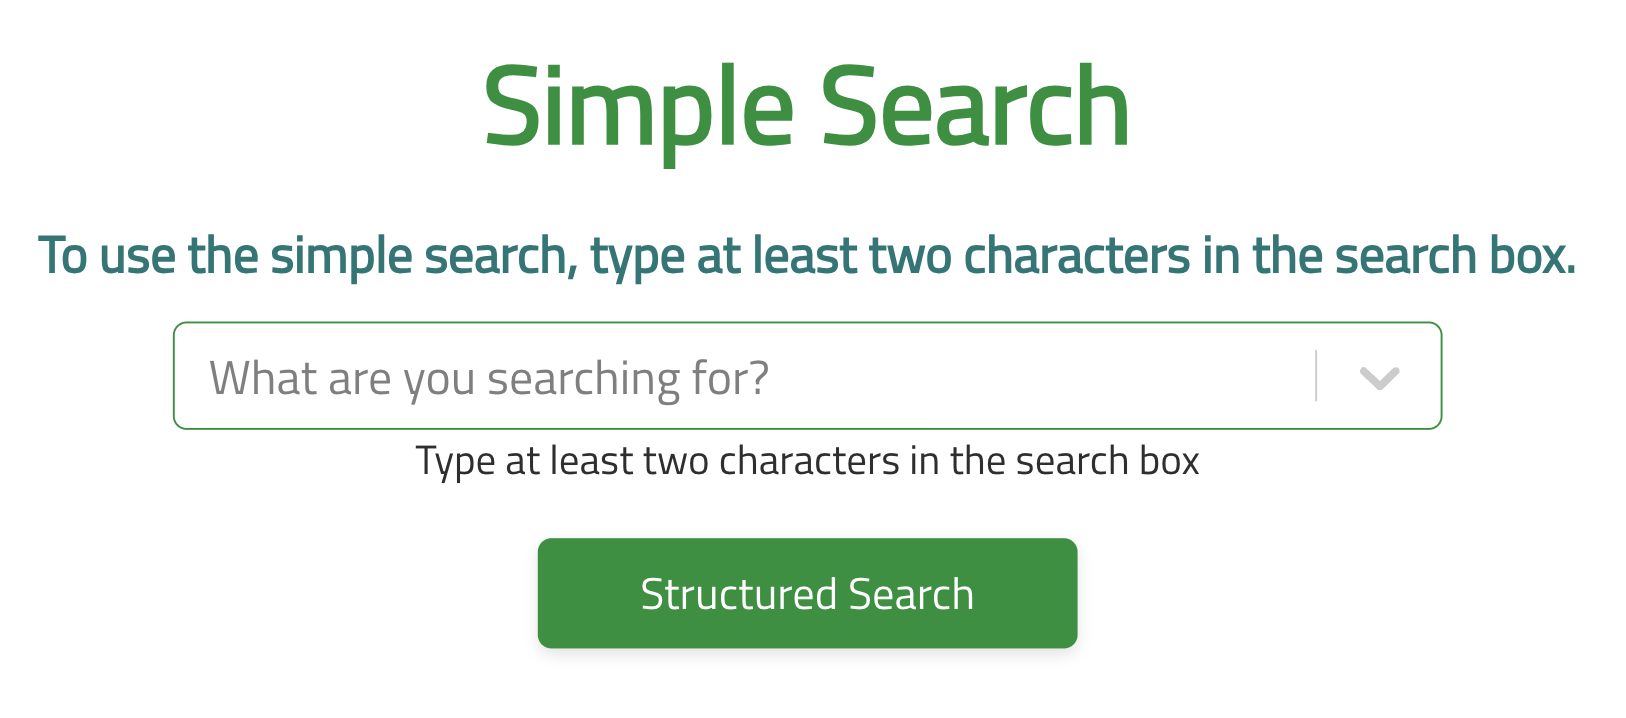 Simple Search
To use the simple search, type at least two characters in the search box.
What are you searching for?
Type at least two characters in the search box
Structured Search